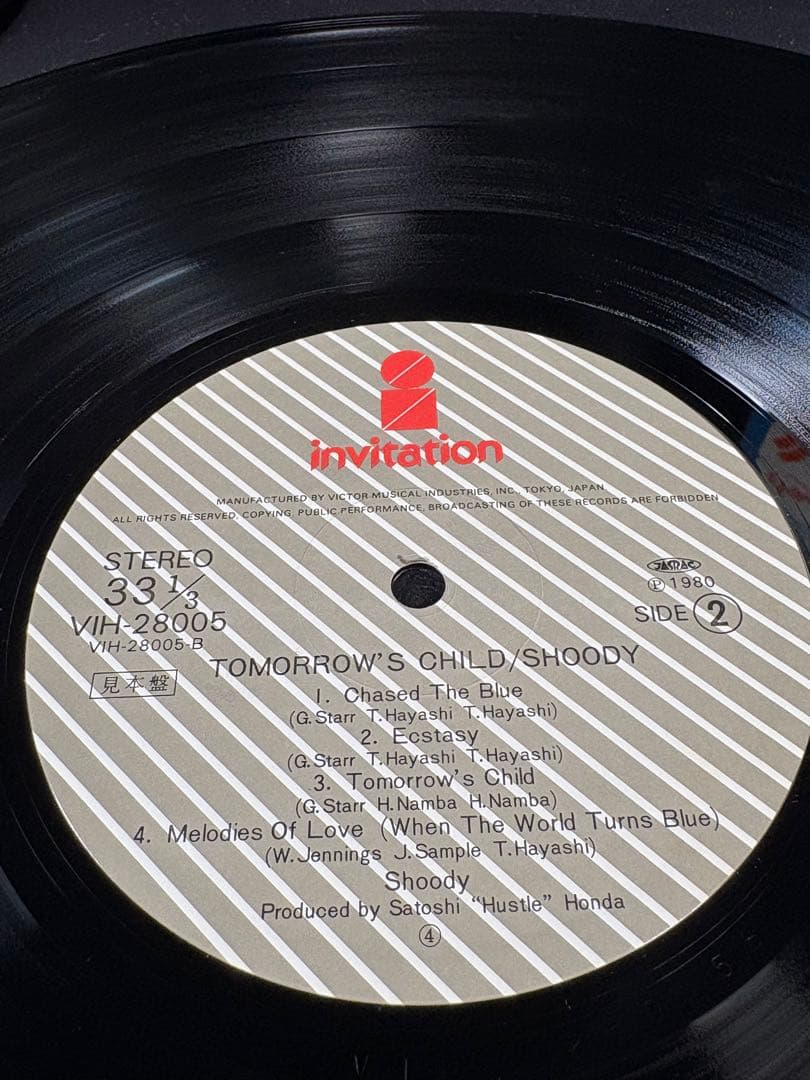 invitation
MANUFACTURED BY VICTOR MUSICAL INDUSTRIES, INC., TOKYO, JAPAN
ALL RIGHTS RESERVED, COPYING, PUBLIC PERFORMANCE, BROADCASTING OF THESE RECORDS ARE FORBIDDEN
STEREO
33 1/3
VIH-28005
VIH-28005-B
見本盤
JASRAC
Ⓟ1980
SIDE ②
TOMORROW'S CHILD/SHOODY
1. Chased The Blue
(G.Starr T.Hayashi T.Hayashi)
2. Ecstasy
(G.Starr T.Hayashi T.Hayashi)
3. Tomorrow's Child
(G.Starr H.Namba H.Namba)
4. Melodies Of Love (When The World Turns Blue)
(W.Jennings J.Sample T.Hayashi)
Shoody
Produced by Satoshi "Hustle" Honda
④